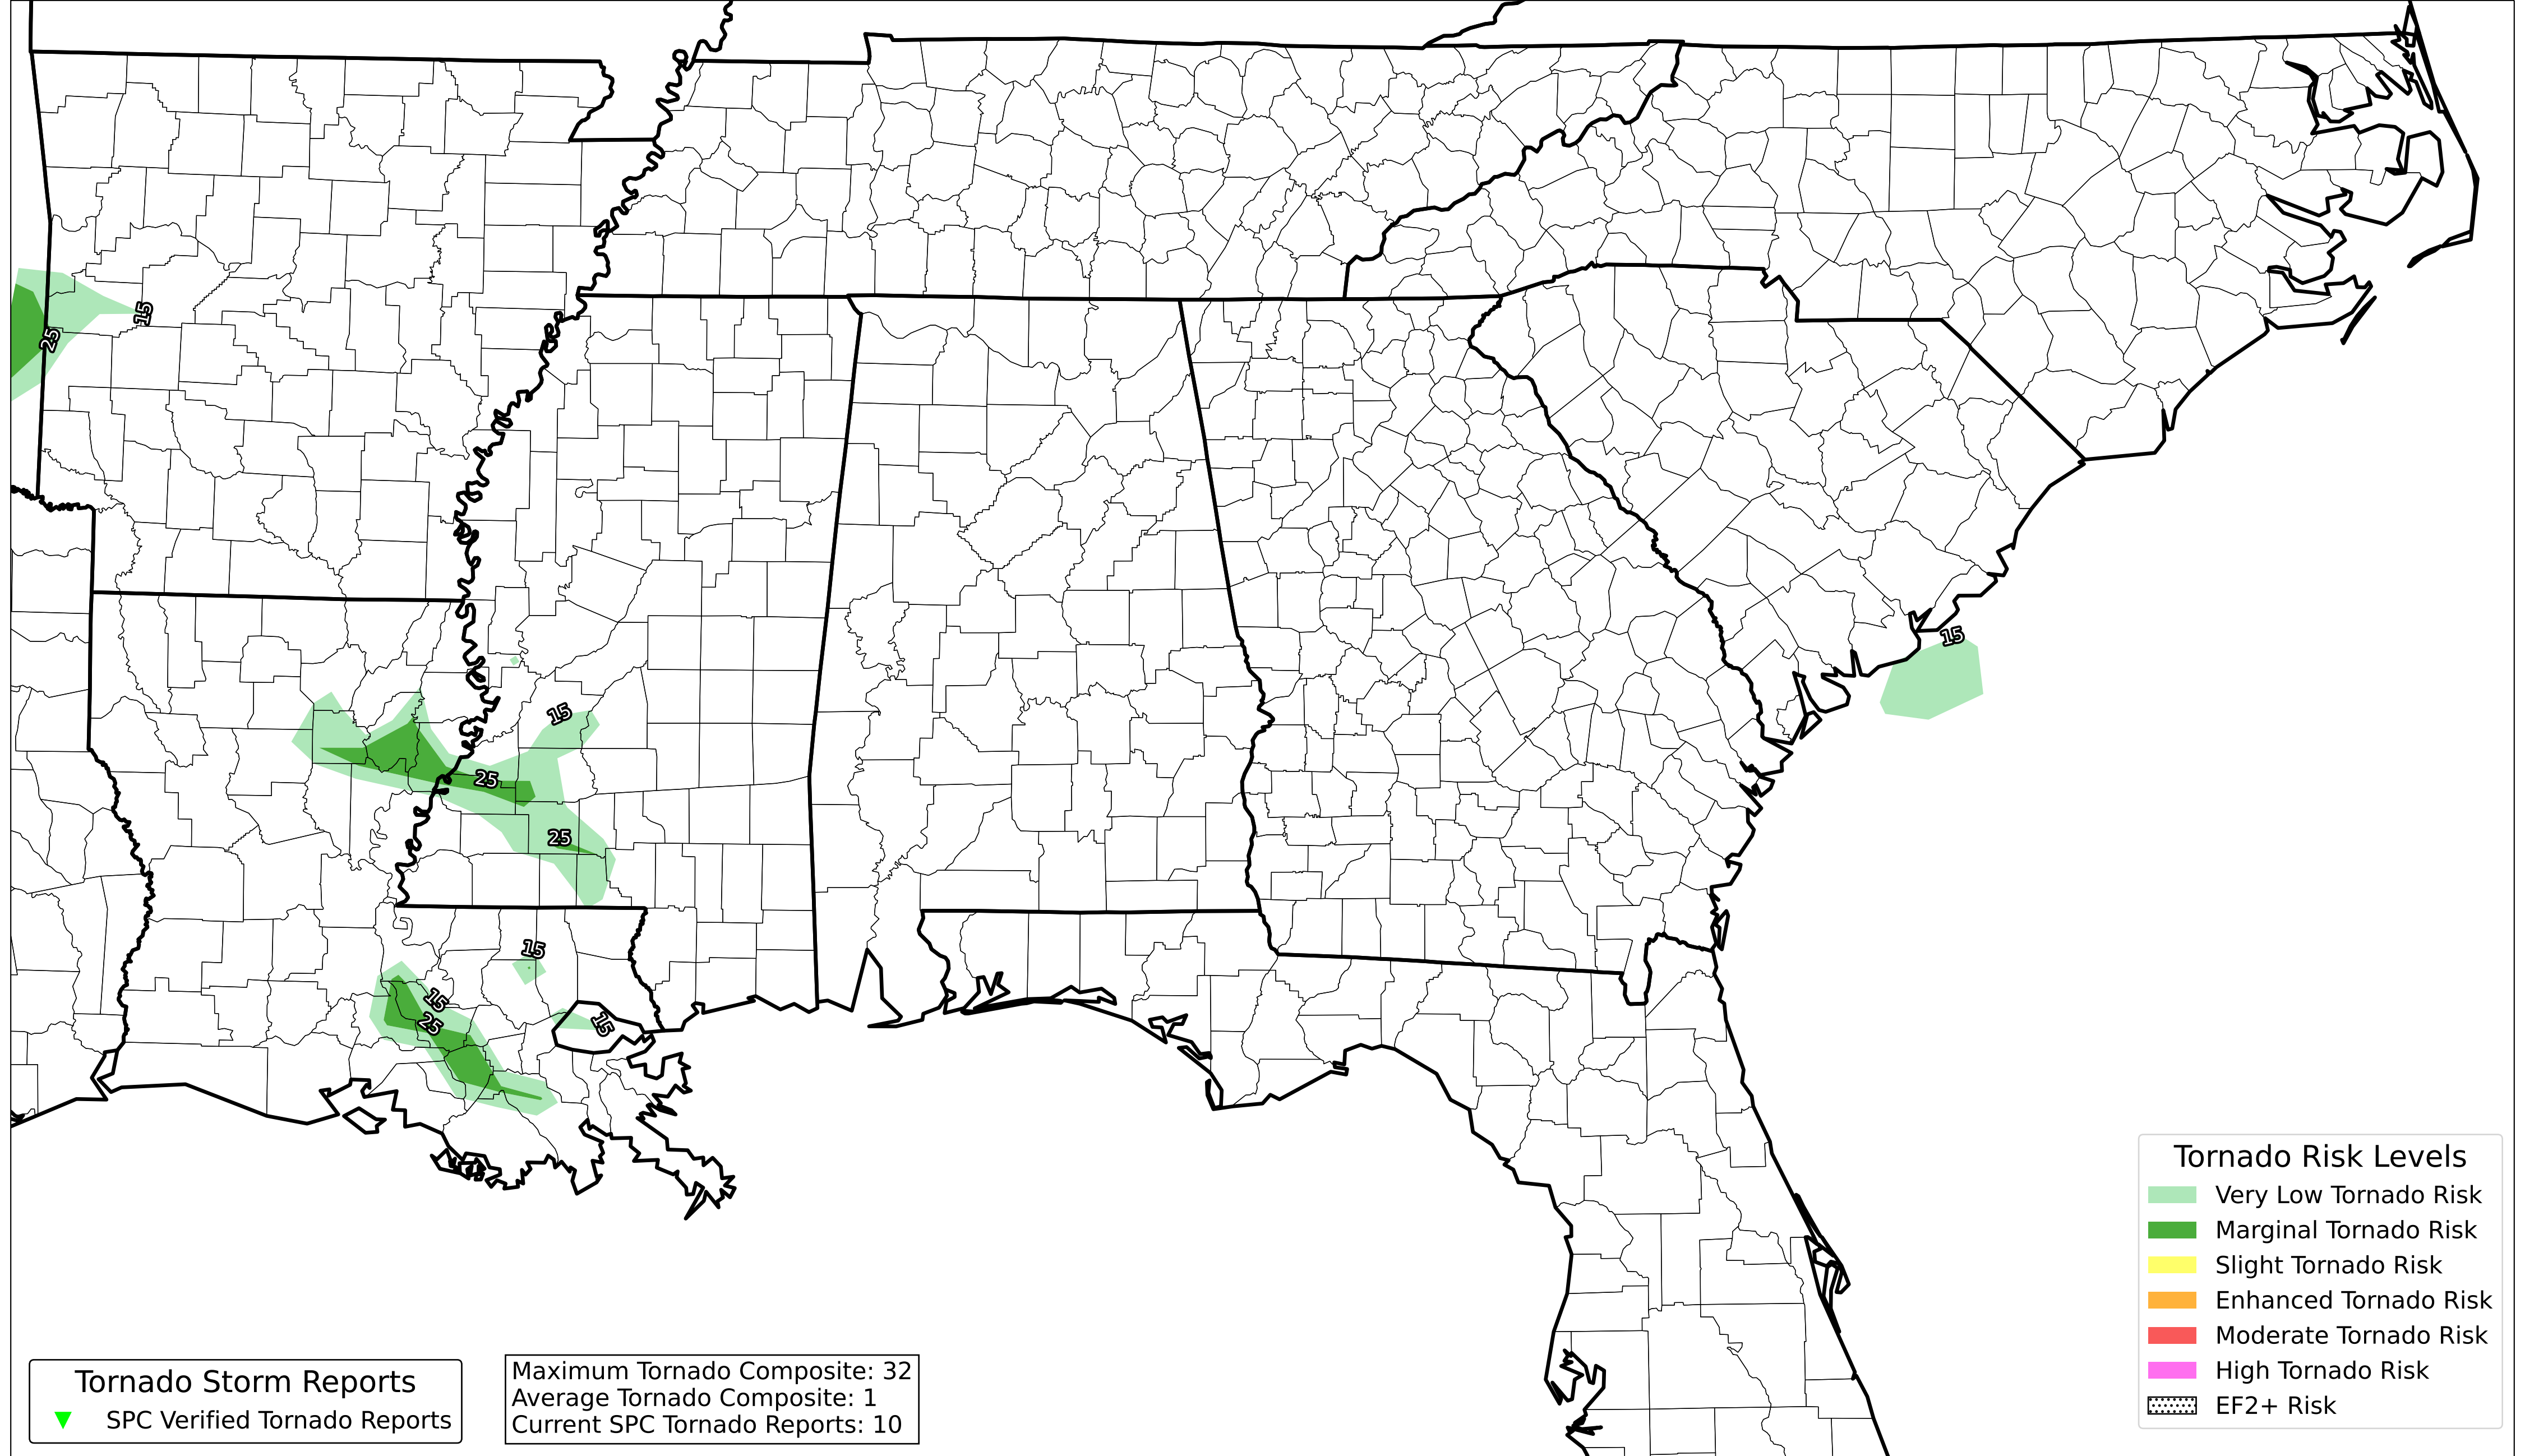 15
25
15
15
25
25
15
15
25
15
Tornado Risk Levels
Very Low Tornado Risk
Marginal Tornado Risk
Slight Tornado Risk
Enhanced Tornado Risk
Moderate Tornado Risk
High Tornado Risk
EF2+ Risk
Tornado Storm Reports
SPC Verified Tornado Reports
Maximum Tornado Composite: 32
Average Tornado Composite: 1
Current SPC Tornado Reports: 10